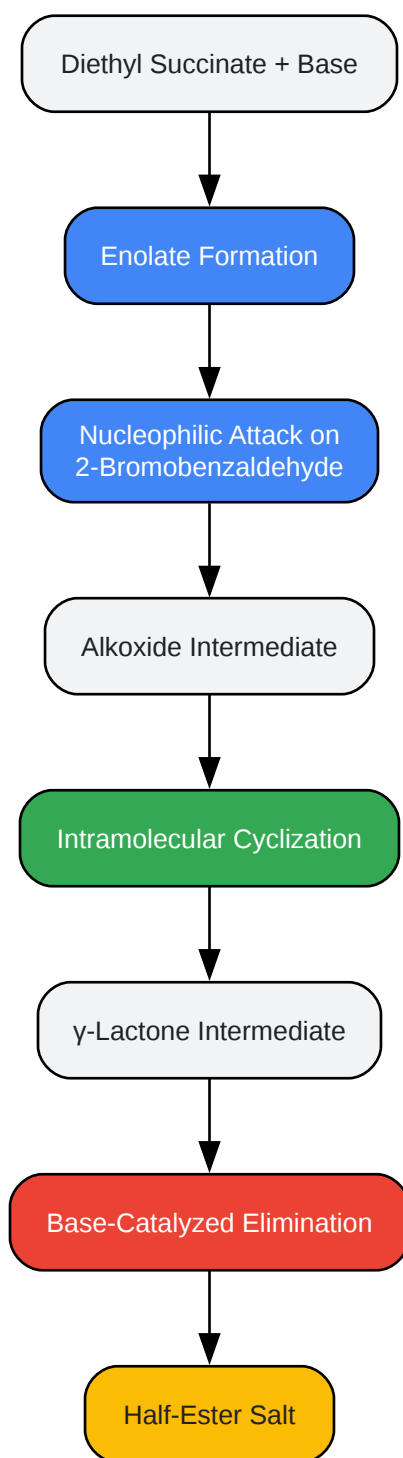 Diethyl Succinate + Base
Enolate Formation
Nucleophilic Attack on
2-Bromobenzaldehyde
Alkoxide Intermediate
Intramolecular Cyclization
γ-Lactone Intermediate
Base-Catalyzed Elimination
Half-Ester Salt